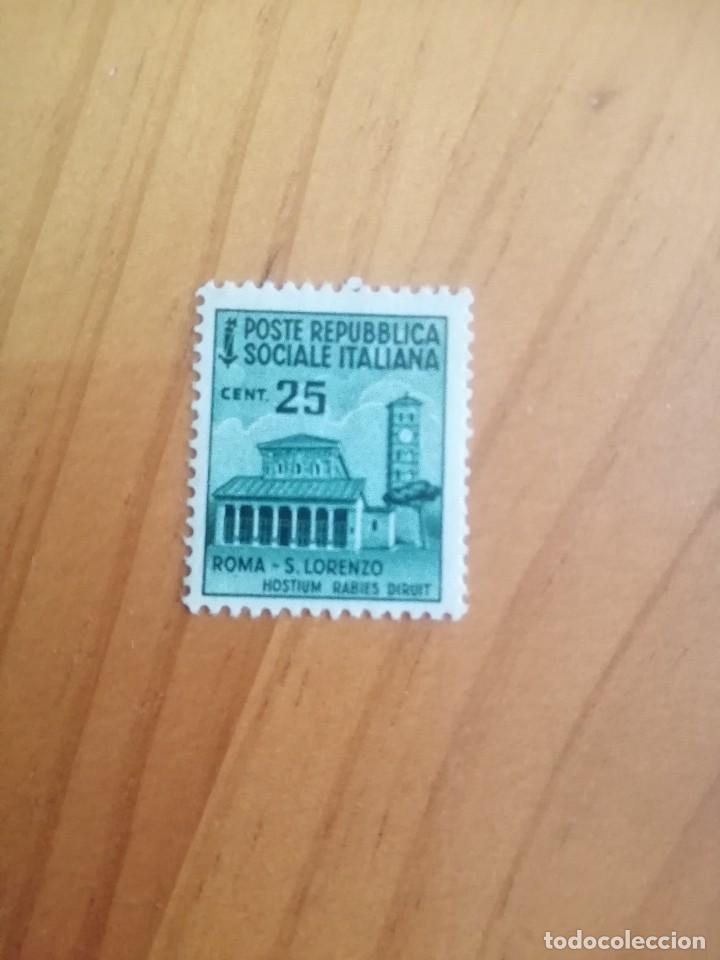 POSTE REPUBBLICA
SOCIALE ITALIANA
CENT. 25
ROMA - S. LORENZO
HOSTIUM RABIES DIRUIT
todocoleccion